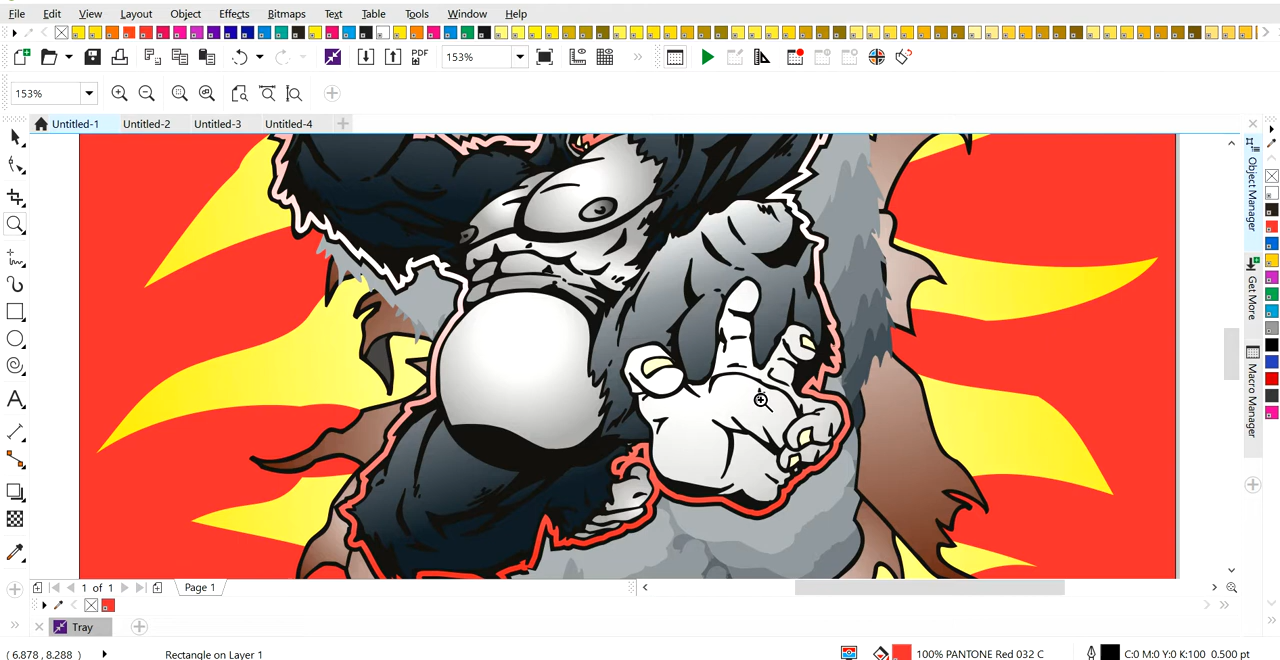 File Edit View Layout Object Effects Bitmaps Text Table Tools Window Help
PDF 153%
153%
Untitled-1 Untitled-2 Untitled-3 Untitled-4
Object Manager
Get More
Macro Manager
1 of 1 Page 1
Tray
( 6.878 , 8.288 ) Rectangle on Layer 1 100% PANTONE Red 032 C C:0 M:0 Y:0 K:100 0.500 pt